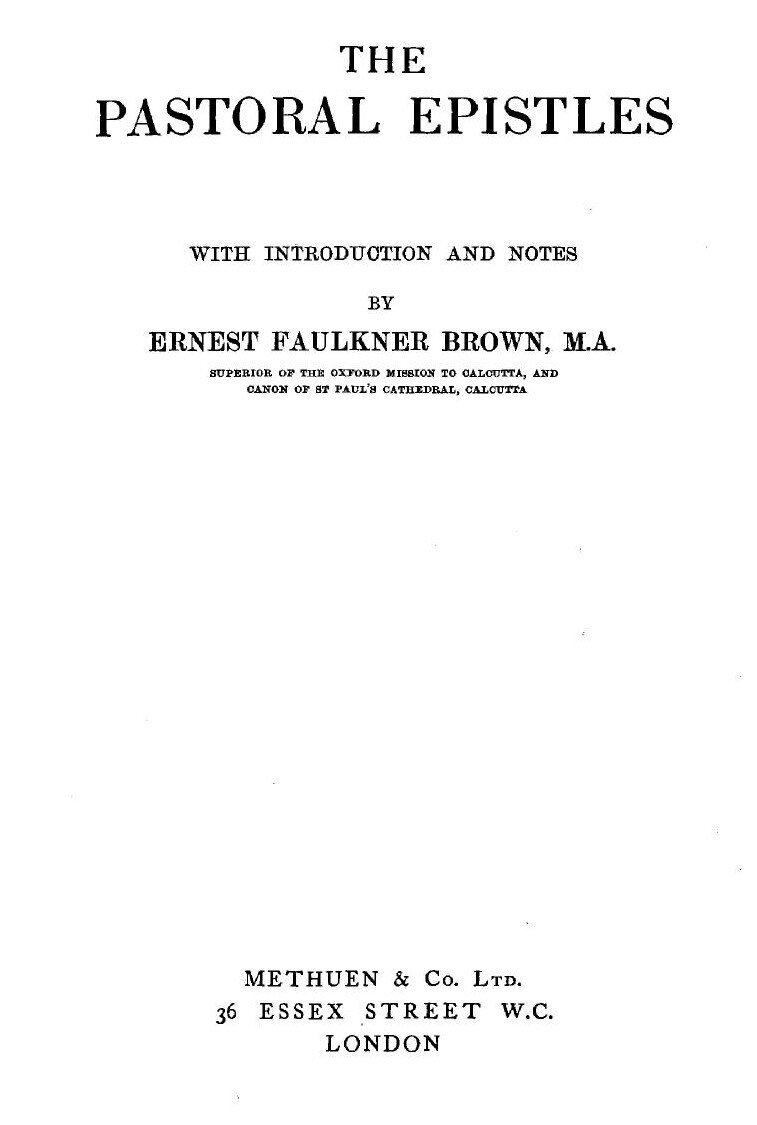 THE
PASTORAL EPISTLES
WITH INTRODUCTION AND NOTES
BY
ERNEST FAULKNER BROWN, M.A.
SUPERIOR OF THE OXFORD MISSION TO CALCUTTA, AND
CANON OF ST PAUL'S CATHEDRAL, CALCUTTA
METHUEN & Co. LTD.
36 ESSEX STREET W.C.
LONDON